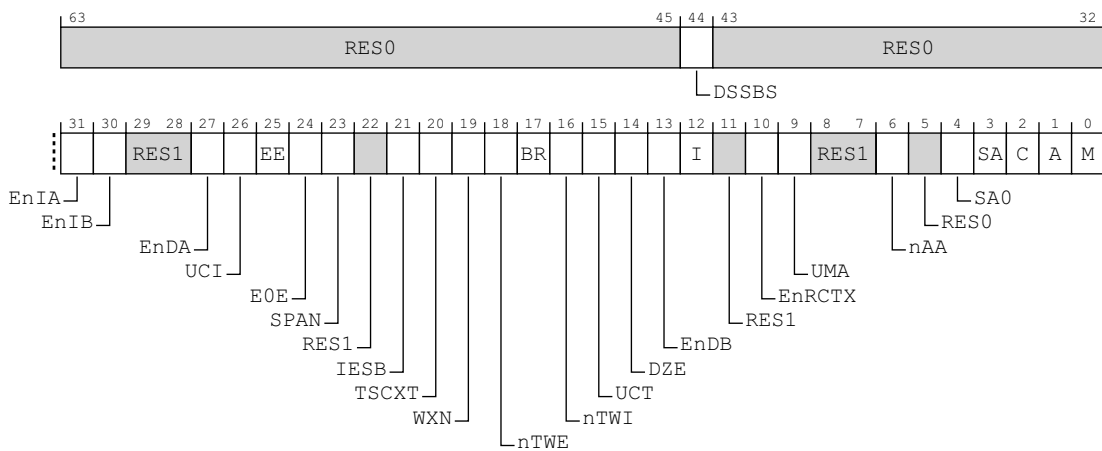 63 45 44 43 32
RES0 RES0
DSSBS
31 30 29 28 27 26 25 24 23 22 21 20 19 18 17 16 15 14 13 12 11 10 9 8 7 6 5 4 3 2 1 0
RES1 EE BR I RES1 SA C A M
EnIA SA0
EnIB RES0
EnDA nAA
UCI UMA
E0E EnRCTX
SPAN RES1
RES1 EnDB
IESB DZE
TSCXT UCT
WXN nTWI
nTWE